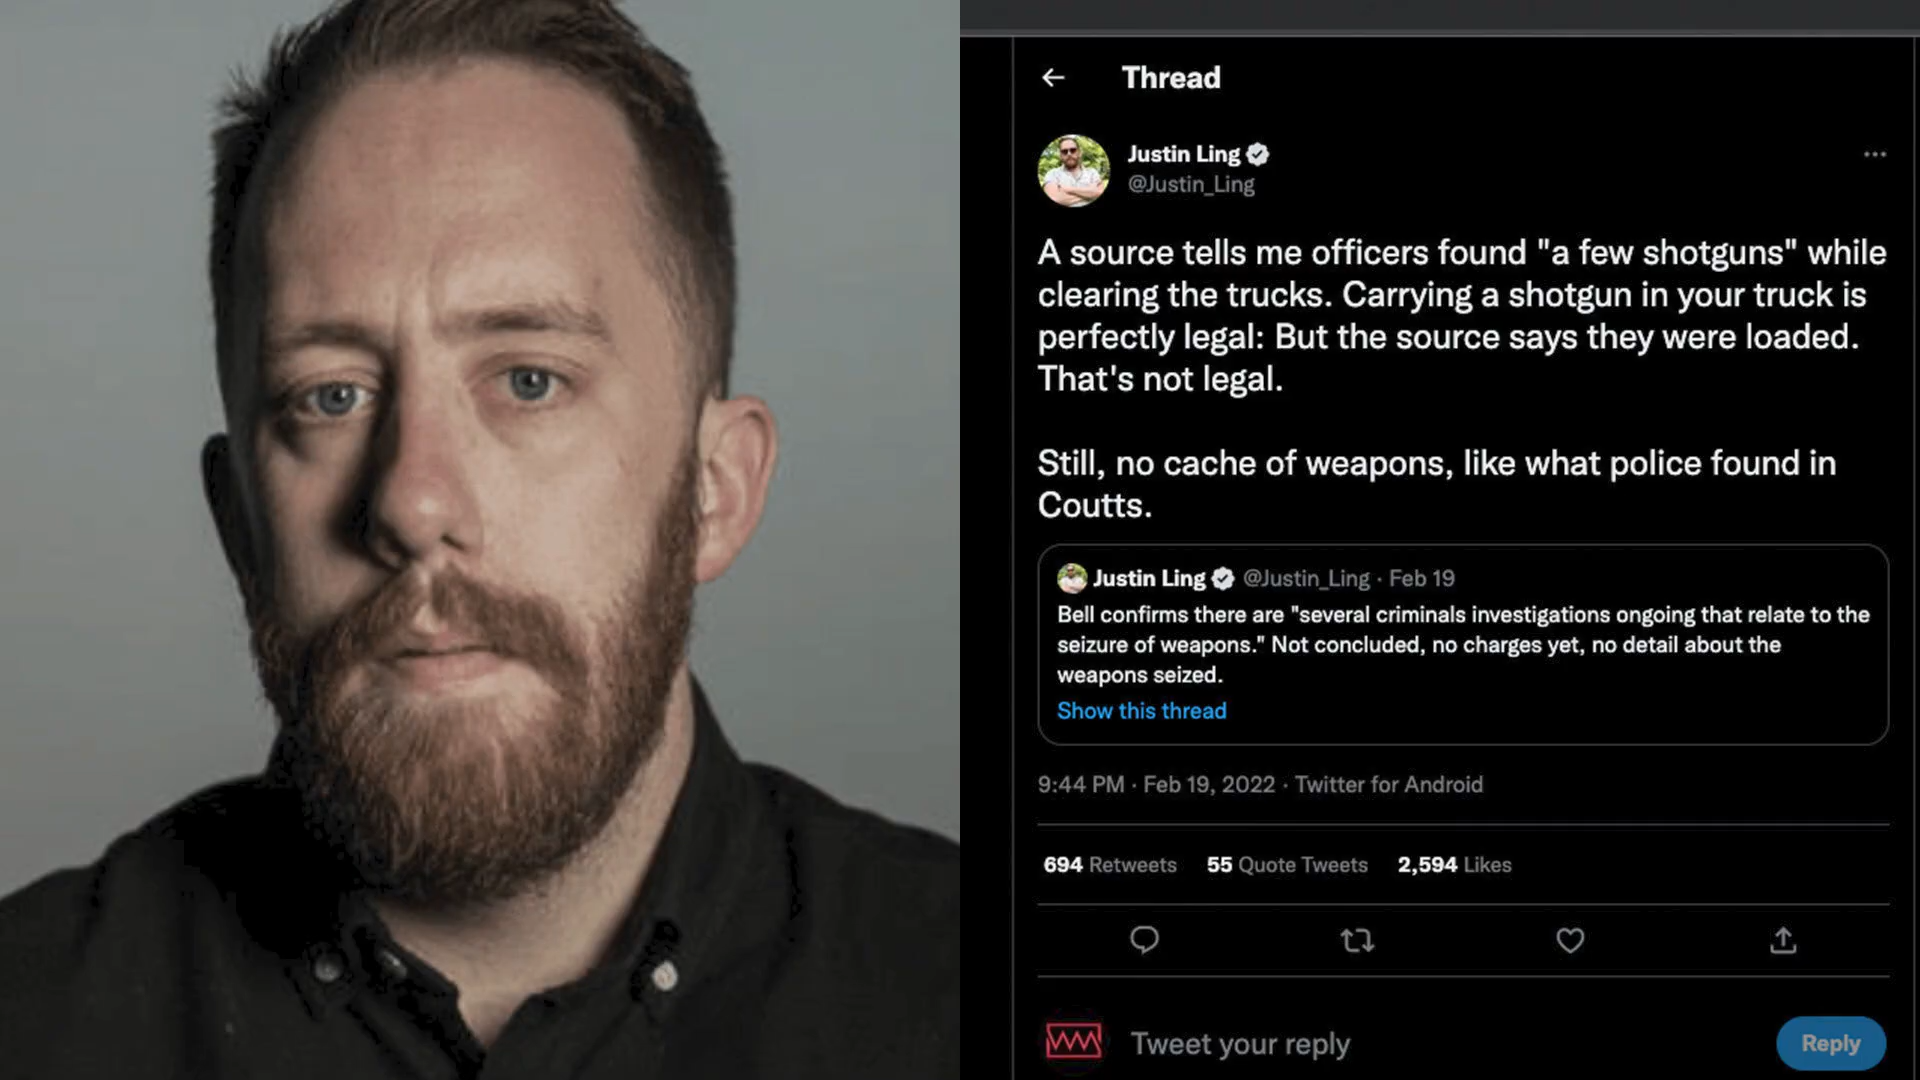 Thread
Justin Ling
@Justin_Ling
A source tells me officers found "a few shotguns" while
clearing the trucks. Carrying a shotgun in your truck is
perfectly legal: But the source says they were loaded.
That's not legal.
Still, no cache of weapons, like what police found in
Coutts.
Justin Ling @Justin_Ling · Feb 19
Bell confirms there are "several criminals investigations ongoing that relate to the
seizure of weapons." Not concluded, no charges yet, no detail about the
weapons seized.
Show this thread
9:44 PM · Feb 19, 2022 · Twitter for Android
694 Retweets 55 Quote Tweets 2,594 Likes
Tweet your reply
Reply